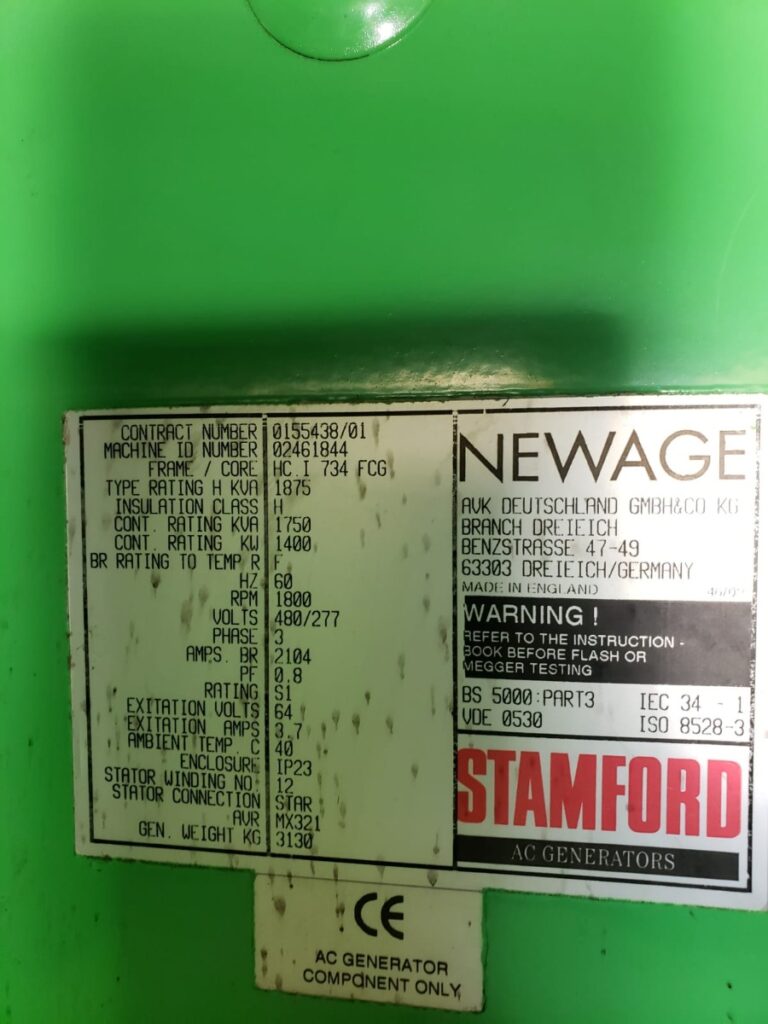 CONTRACT NUMBER 0155438/01
MACHINE ID NUMBER 02461844
FRAME / CORE HC.I 734 FCG
TYPE RATING H KVA 1875
INSULATION CLASS H
CONT. RATING KVA 1750
CONT. RATING KW 1400
BR RATING TO TEMP R F
HZ 60
RPM 1800
VOLTS 480/277
PHASE 3
AMPS. BR 2104
PF 0.8
RATING S1
EXITATION VOLTS 64
EXITATION AMPS 3.7
AMBIENT TEMP. C 40
ENCLOSURE IP23
STATOR WINDING NO. 12
STATOR CONNECTION STAR
AVR MX321
GEN. WEIGHT KG 3130
NEWAGE
AVK DEUTSCHLAND GMBH&CO KG
BRANCH DREIEICH
BENZSTRASSE 47-49
63303 DREIEICH/GERMANY
MADE IN ENGLAND
WARNING !
REFER TO THE INSTRUCTION -
BOOK BEFORE FLASH OR
MEGGER TESTING
BS 5000:PART3 IEC 34 - 1
VDE 0530 ISO 8528-3
STAMFORD
AC GENERATORS
CE
AC GENERATOR
COMPONENT ONLY